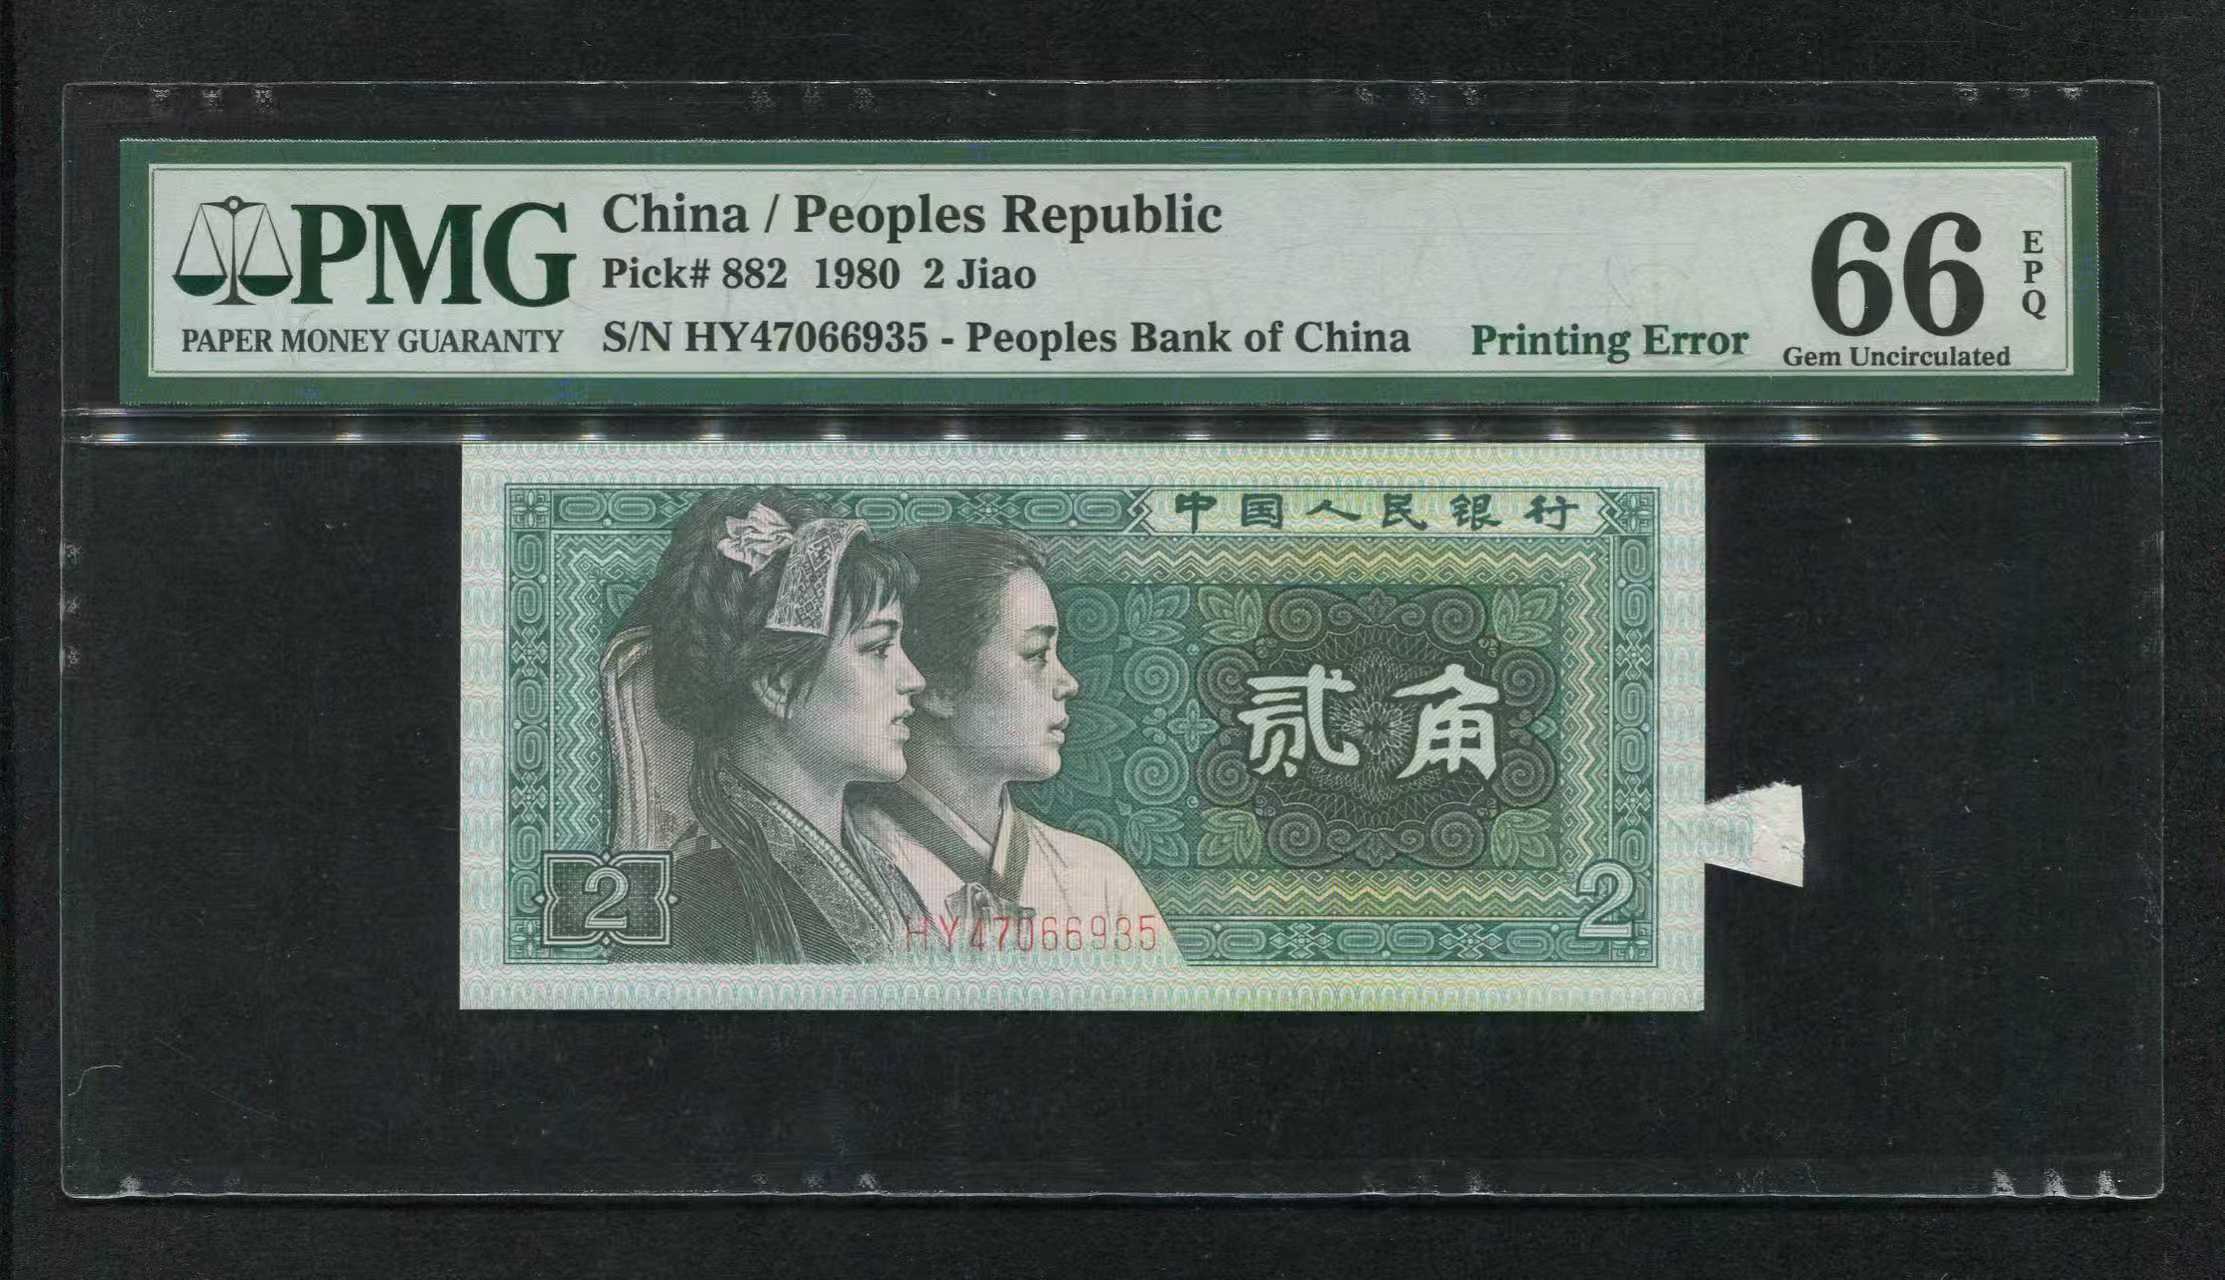 PMG
PAPER MONEY GUARANTY
China / Peoples Republic
Pick# 882 1980 2 Jiao
S/N HY47066935 - Peoples Bank of China
Printing Error
66
EPQ
Gem Uncirculated
中国人民银行
贰角
2
HY47066935
2